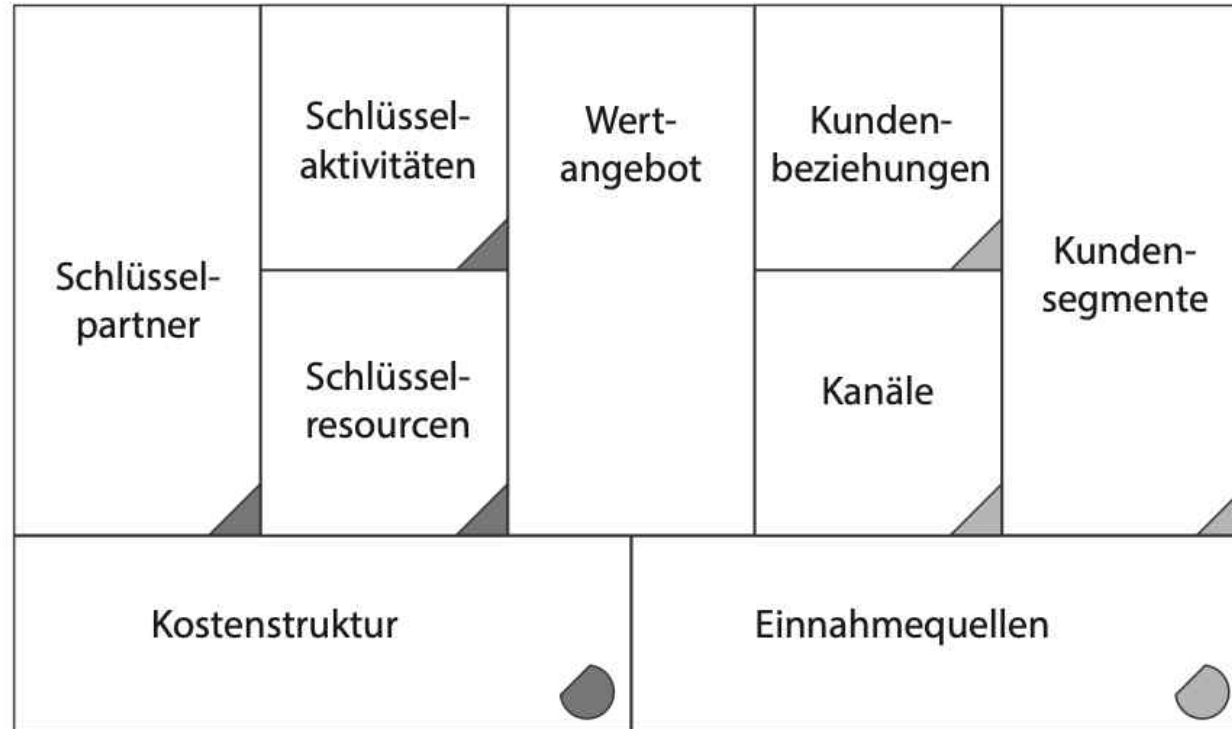 Schlüssel-
partner
Schlüssel-
aktivitäten
Schlüssel-
resourcen
Wert-
angebot
Kunden-
beziehungen
Kanäle
Kunden-
segmente
Kostenstruktur
Einnahmequellen